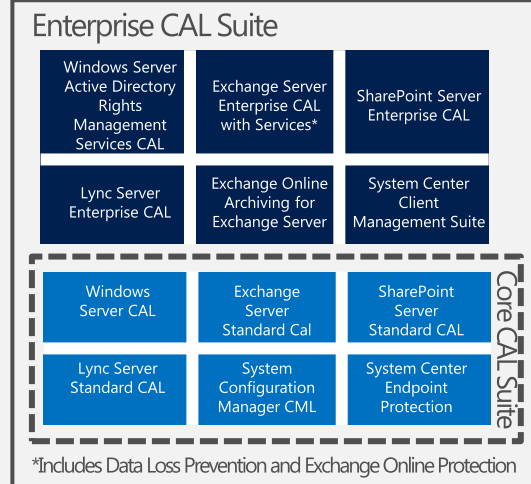 Enterprise CAL Suite
Windows Server
Active Directory
Rights
Management
Services CAL
Exchange Server
Enterprise CAL
with Services*
SharePoint Server
Enterprise CAL
Lync Server
Enterprise CAL
Exchange Online
Archiving for
Exchange Server
System Center
Client
Management Suite
Windows
Server CAL
Exchange
Server
Standard Cal
SharePoint
Server
Standard CAL
Lync Server
Standard CAL
System
Configuration
Manager CML
System Center
Endpoint
Protection
Core CAL Suite
*Includes Data Loss Prevention and Exchange Online Protection